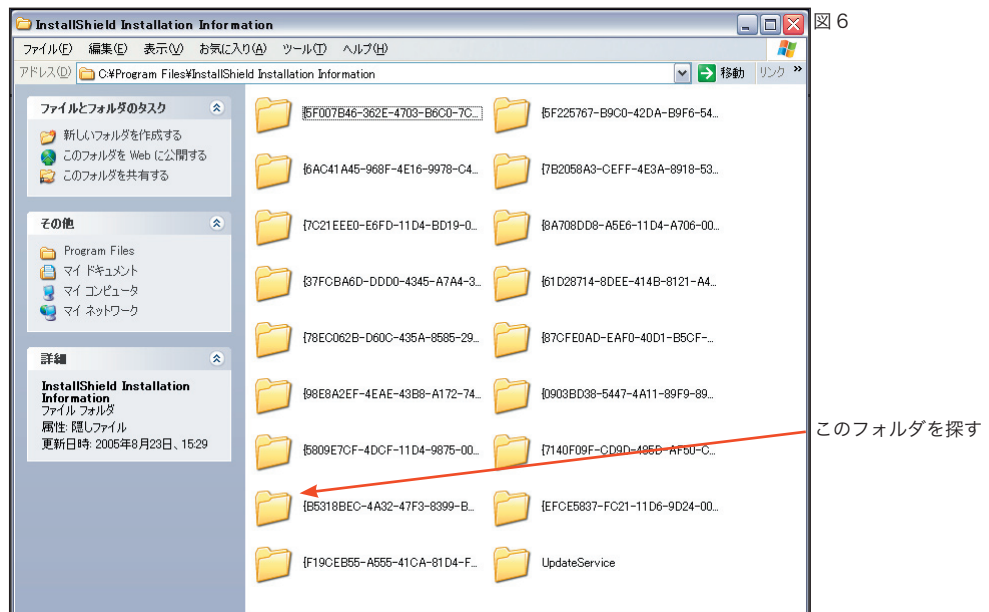 InstallShield Installation Information
図6
ファイル(F) 編集(E) 表示(V) お気に入り(A) ツール(T) ヘルプ(H)
アドレス(D) C:¥Program Files¥InstallShield Installation Information 移動 リンク »
ファイルとフォルダのタスク
新しいフォルダを作成する
このフォルダを Web に公開する
このフォルダを共有する
その他
Program Files
マイ ドキュメント
マイ コンピュータ
マイ ネットワーク
詳細
InstallShield Installation
Information
ファイル フォルダ
属性: 隠しファイル
更新日時: 2005年8月23日、15:29
{5F007B46-362E-4703-B6C0-7C...
{5F225767-B9C0-42DA-B9F6-54...
{6AC41A45-968F-4E16-9978-C4...
{7B2058A3-CEFF-4E3A-8918-53...
{7C21EEE0-E6FD-11D4-BD19-0...
{8A708DD8-A5E6-11D4-A706-00...
{37FCBA6D-DDD0-4345-A7A4-3...
{61D28714-8DEE-414B-8121-A4...
{78EC062B-D60C-435A-8585-29...
{87CFE0AD-EAF0-40D1-B5CF-...
{98E8A2EF-4EAE-43B8-A172-74...
{0903BD38-5447-4A11-89F9-89...
{5809E7CF-4DCF-11D4-9875-00...
{7140F09F-CD9D-485B-AF50-C...
{B5318BEC-4A32-47F3-8399-B...
{EFCE5837-FC21-11D6-9D24-00...
{F19CEB55-A555-41CA-81D4-F...
UpdateService
このフォルダを探す